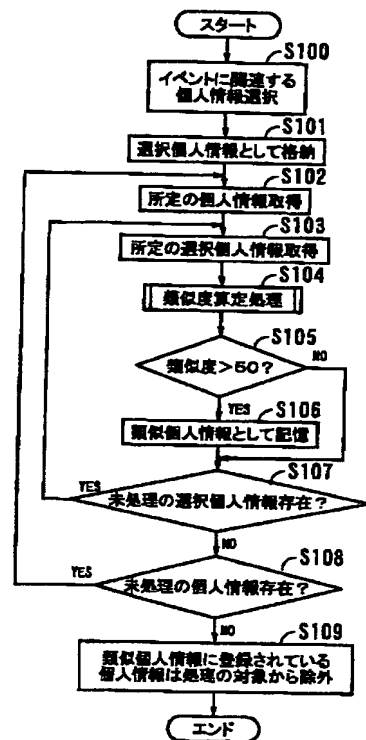 スタート
S100
イベントに関連する
個人情報選択
S101
選択個人情報として格納
S102
所定の個人情報取得
S103
所定の選択個人情報取得
S104
類似度算定処理
S105
類似度>50?
NO
YES
S106
類似個人情報として記憶
S107
YES
未処理の選択個人情報存在?
NO
S108
YES
未処理の個人情報存在?
NO
S109
類似個人情報に登録されている
個人情報は処理の対象から除外
エンド